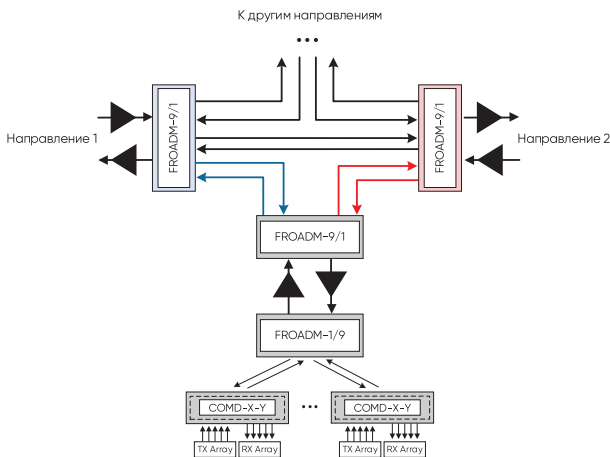 К другим направлениям
...
FROADM-9/1
FROADM-9/1
Направление 1
Направление 2
FROADM-9/1
FROADM-1/9
COMD-X-Y
...
COMD-X-Y
TX Array
RX Array
TX Array
RX Array